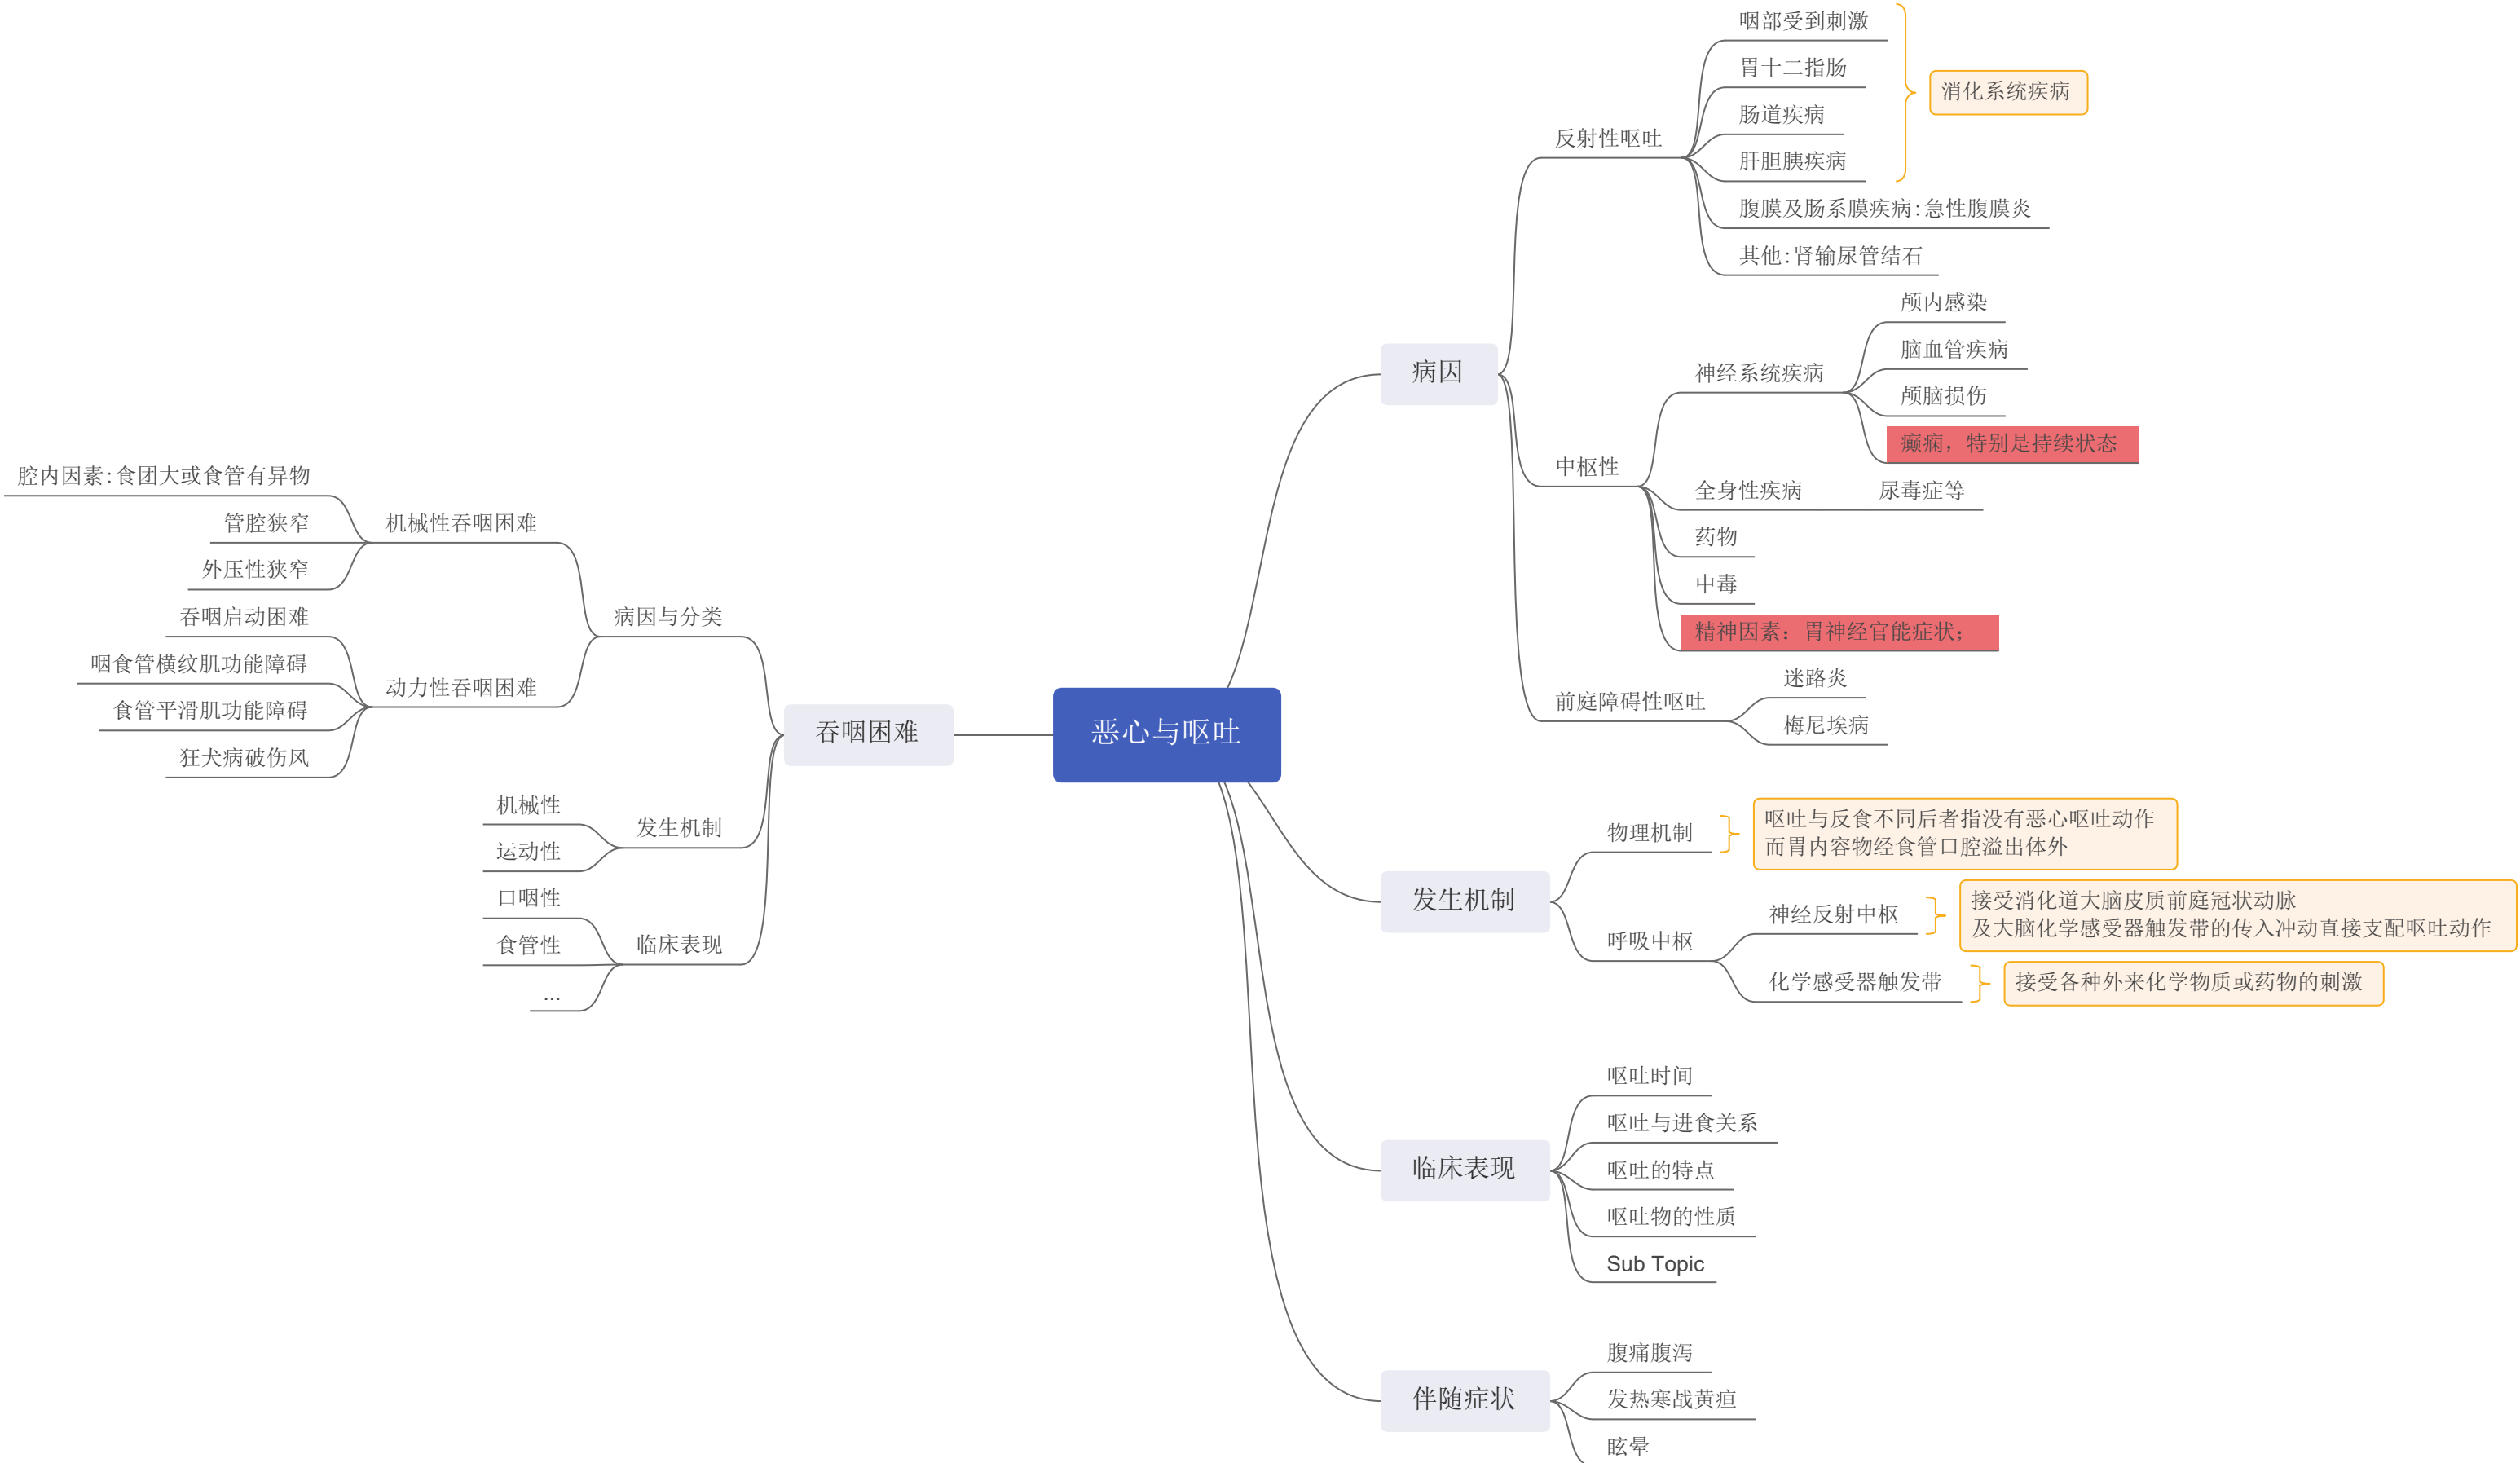 恶心与呕吐
病因
反射性呕吐
咽部受到刺激
胃十二指肠
肠道疾病
肝胆胰疾病
消化系统疾病
腹膜及肠系膜疾病:急性腹膜炎
其他:肾输尿管结石
中枢性
神经系统疾病
颅内感染
脑血管疾病
颅脑损伤
癫痫，特别是持续状态
全身性疾病
尿毒症等
药物
中毒
精神因素：胃神经官能症状；
前庭障碍性呕吐
迷路炎
梅尼埃病
发生机制
物理机制
呕吐与反食不同后者指没有恶心呕吐动作
而胃内容物经食管口腔溢出体外
呼吸中枢
神经反射中枢
接受消化道大脑皮质前庭冠状动脉
及大脑化学感受器触发带的传入冲动直接支配呕吐动作
化学感受器触发带
接受各种外来化学物质或药物的刺激
临床表现
呕吐时间
呕吐与进食关系
呕吐的特点
呕吐物的性质
Sub Topic
伴随症状
腹痛腹泻
发热寒战黄疸
眩晕
吞咽困难
病因与分类
机械性吞咽困难
腔内因素:食团大或食管有异物
管腔狭窄
外压性狭窄
动力性吞咽困难
吞咽启动困难
咽食管横纹肌功能障碍
食管平滑肌功能障碍
狂犬病破伤风
发生机制
机械性
运动性
临床表现
口咽性
食管性
...